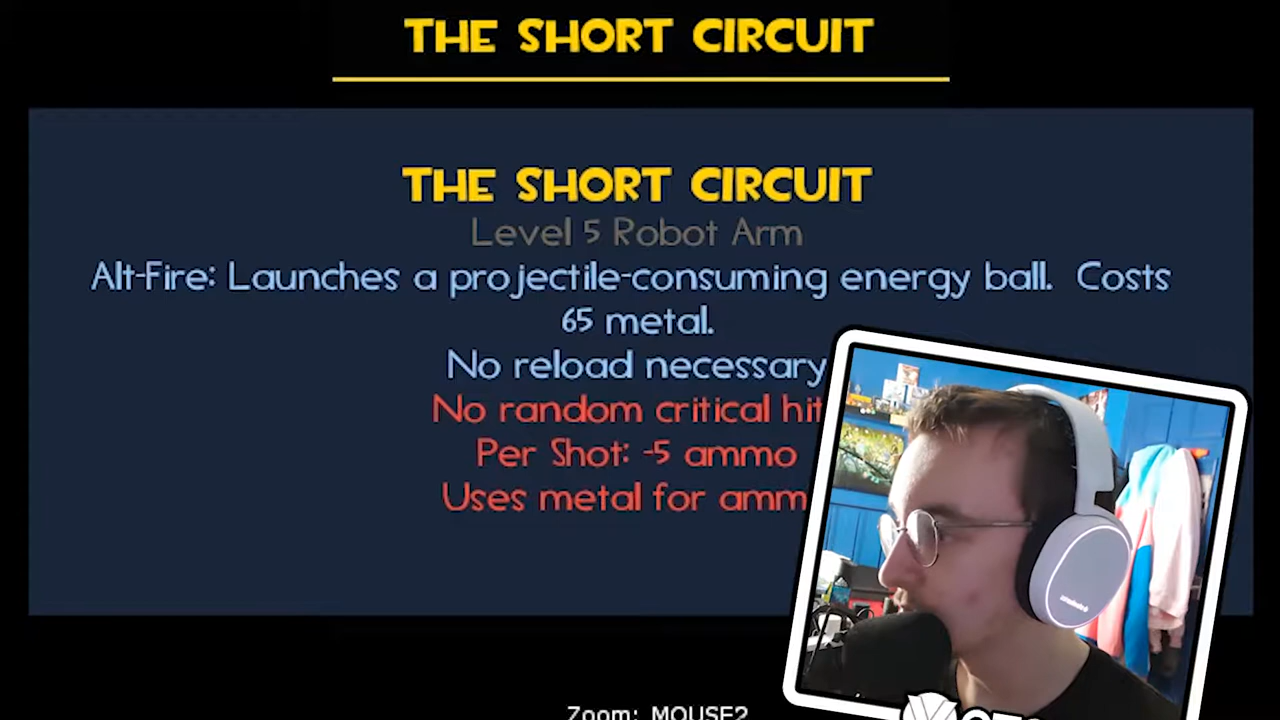 THE SHORT CIRCUIT
THE SHORT CIRCUIT
Level 5 Robot Arm
Alt-Fire: Launches a projectile-consuming energy ball. Costs
65 metal.
No reload necessary
No random critical hit
Per Shot: -5 ammo
Uses metal for amm
Zoom: MOUSE2